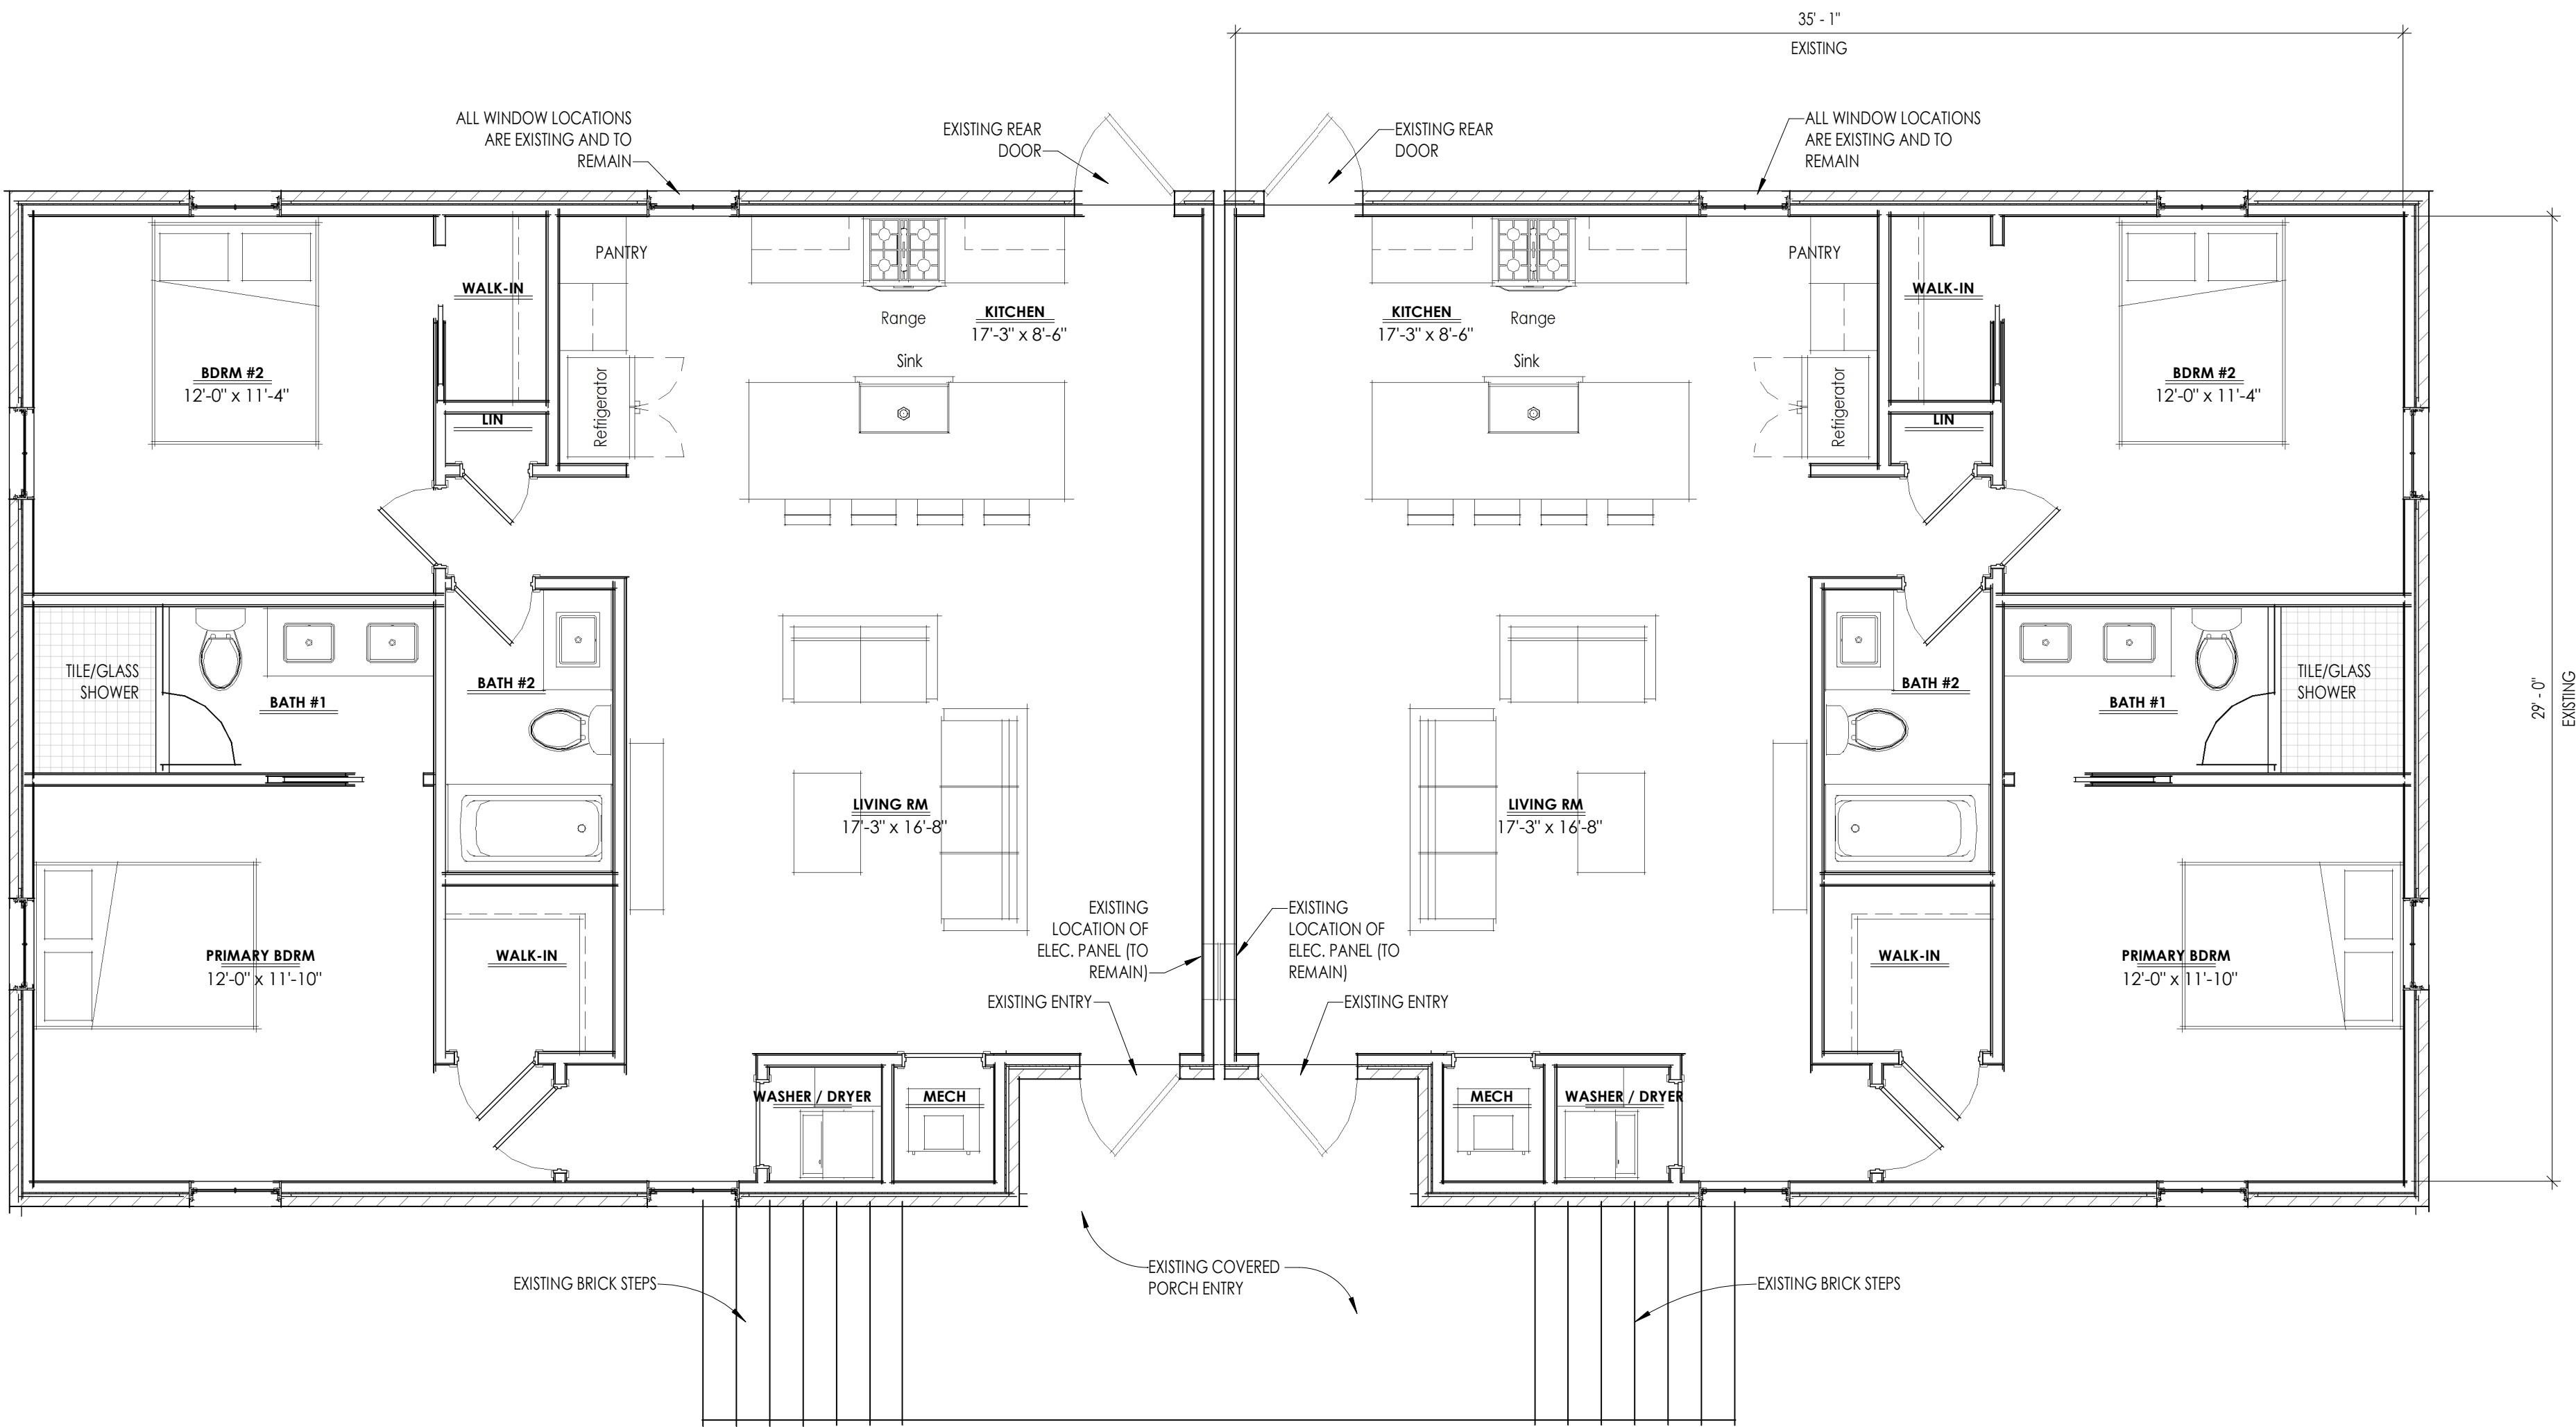 35' - 1"
EXISTING
ALL WINDOW LOCATIONS
ARE EXISTING AND TO
REMAIN
EXISTING REAR
DOOR
EXISTING REAR
DOOR
ALL WINDOW LOCATIONS
ARE EXISTING AND TO
REMAIN
PANTRY
WALK-IN
KITCHEN
17'-3" x 8'-6"
Range
Sink
BDRM #2
12'-0" x 11'-4"
LIN
Refrigerator
KITCHEN
17'-3" x 8'-6"
Range
Sink
PANTRY
WALK-IN
BDRM #2
12'-0" x 11'-4"
LIN
Refrigerator
TILE/GLASS
SHOWER
BATH #1
BATH #2
BATH #2
BATH #1
TILE/GLASS
SHOWER
29' - 0"
EXISTING
LIVING RM
17'-3" x 16'-8"
LIVING RM
17'-3" x 16'-8"
EXISTING
LOCATION OF
ELEC. PANEL (TO
REMAIN)
EXISTING
LOCATION OF
ELEC. PANEL (TO
REMAIN)
PRIMARY BDRM
12'-0" x 11'-10"
WALK-IN
WALK-IN
PRIMARY BDRM
12'-0" x 11'-10"
EXISTING ENTRY
EXISTING ENTRY
WASHER / DRYER
MECH
MECH
WASHER / DRYER
EXISTING BRICK STEPS
EXISTING COVERED
PORCH ENTRY
EXISTING BRICK STEPS